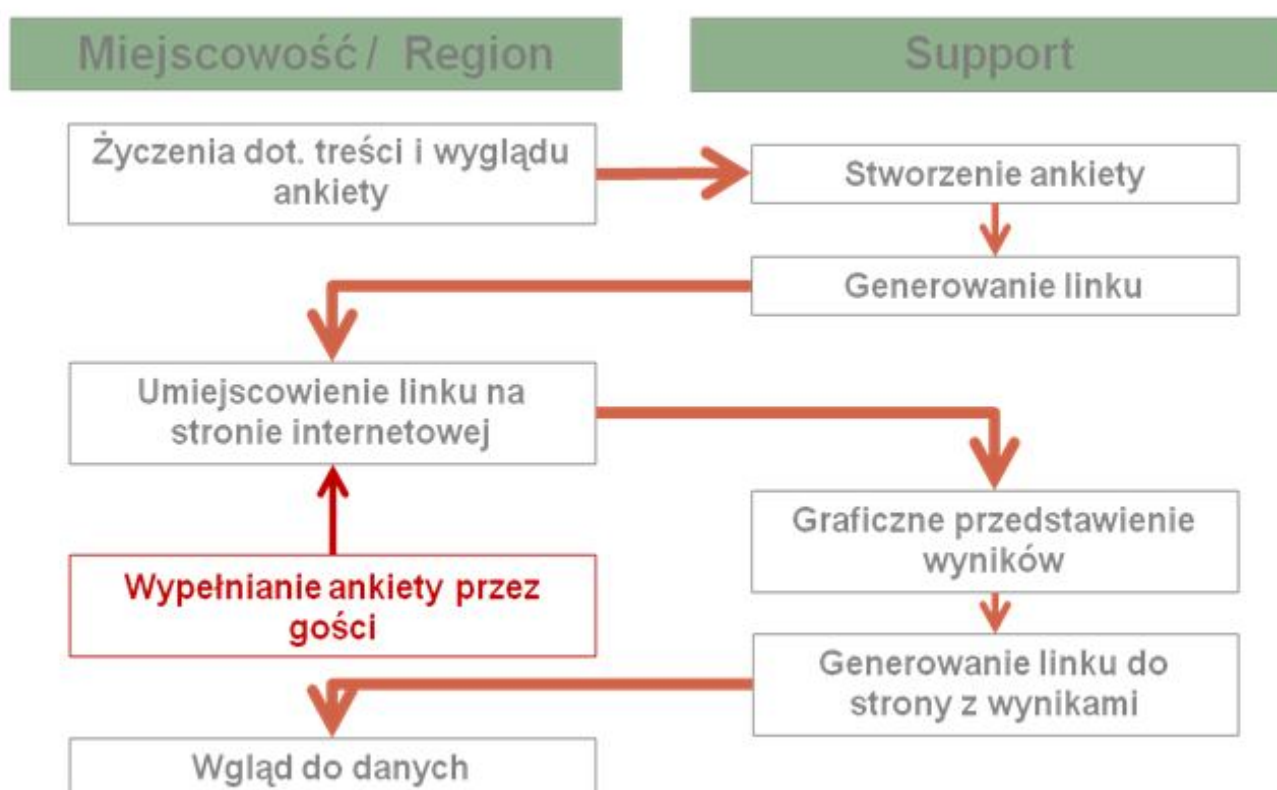 Miejscowość / Region
Support
Życzenia dot. treści i wyglądu
ankiety
Stworzenie ankiety
Generowanie linku
Umiejscowienie linku na
stronie internetowej
Graficzne przedstawienie
wyników
Wypełnianie ankiety przez
gości
Generowanie linku do
strony z wynikami
Wgląd do danych